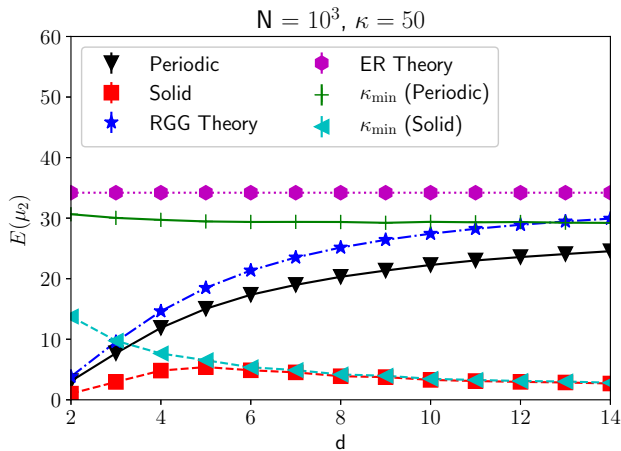 N = 10³, κ = 50
60
50
40
30
20
10
0
E(μ₂)
Periodic
Solid
RGG Theory
ER Theory
κ_min (Periodic)
κ_min (Solid)
2 4 6 8 10 12 14
d